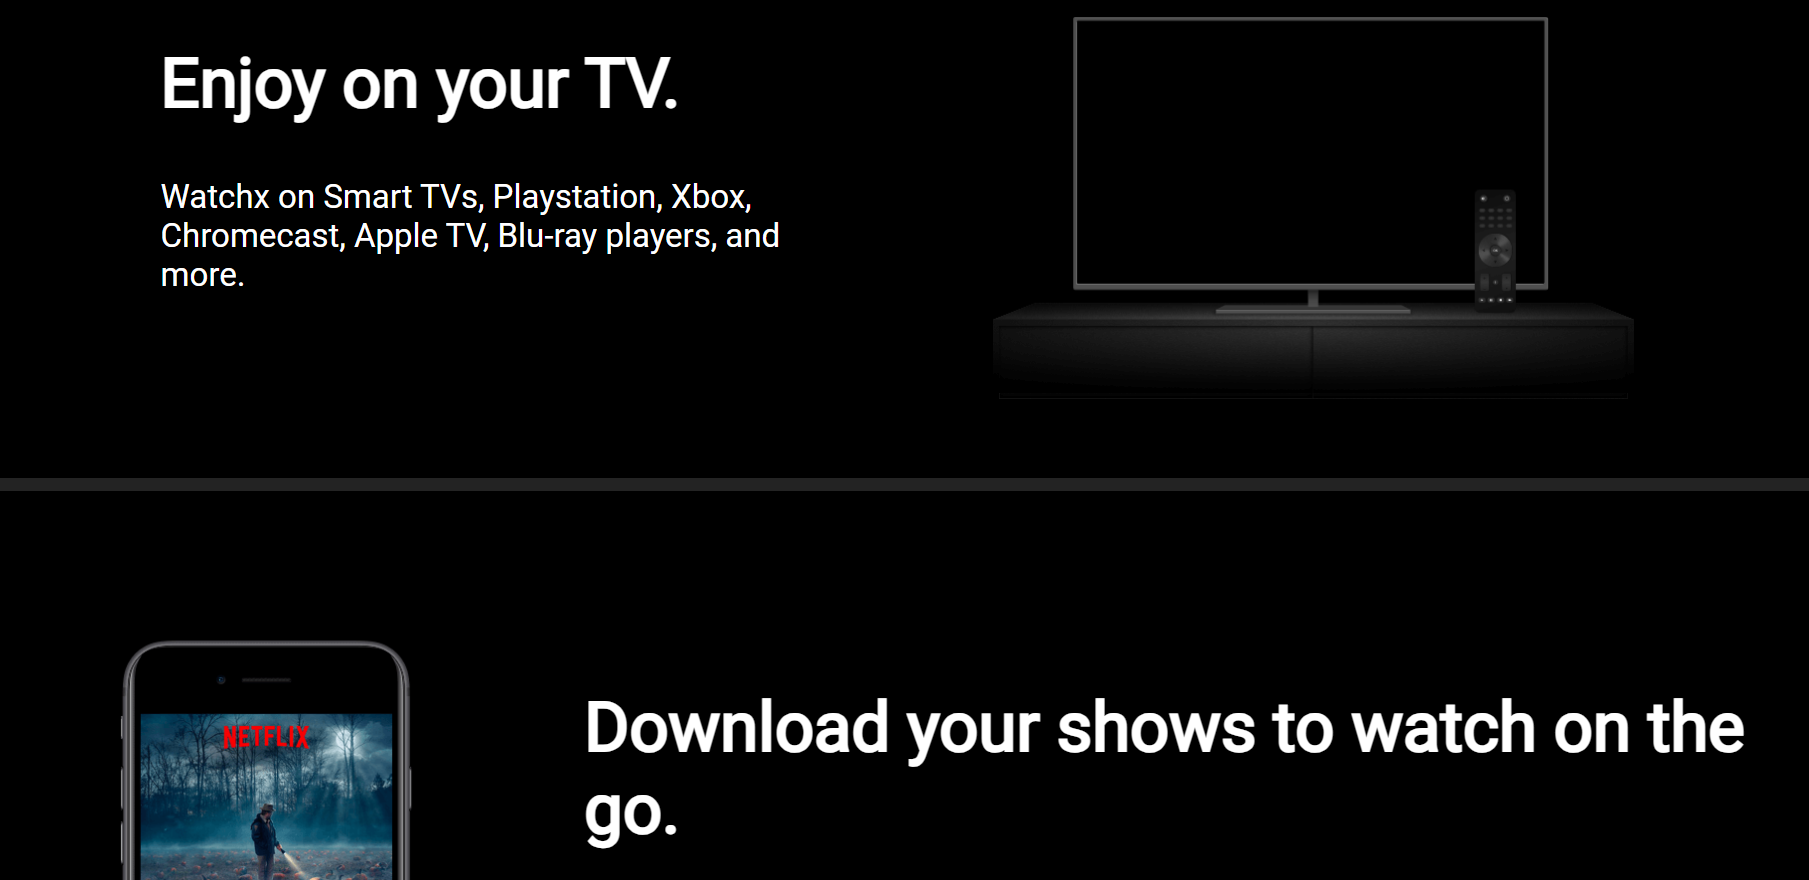 Enjoy on your TV.
Watchx on Smart TVs, Playstation, Xbox,
Chromecast, Apple TV, Blu-ray players, and
more.
NETFLIX
Download your shows to watch on the
go.